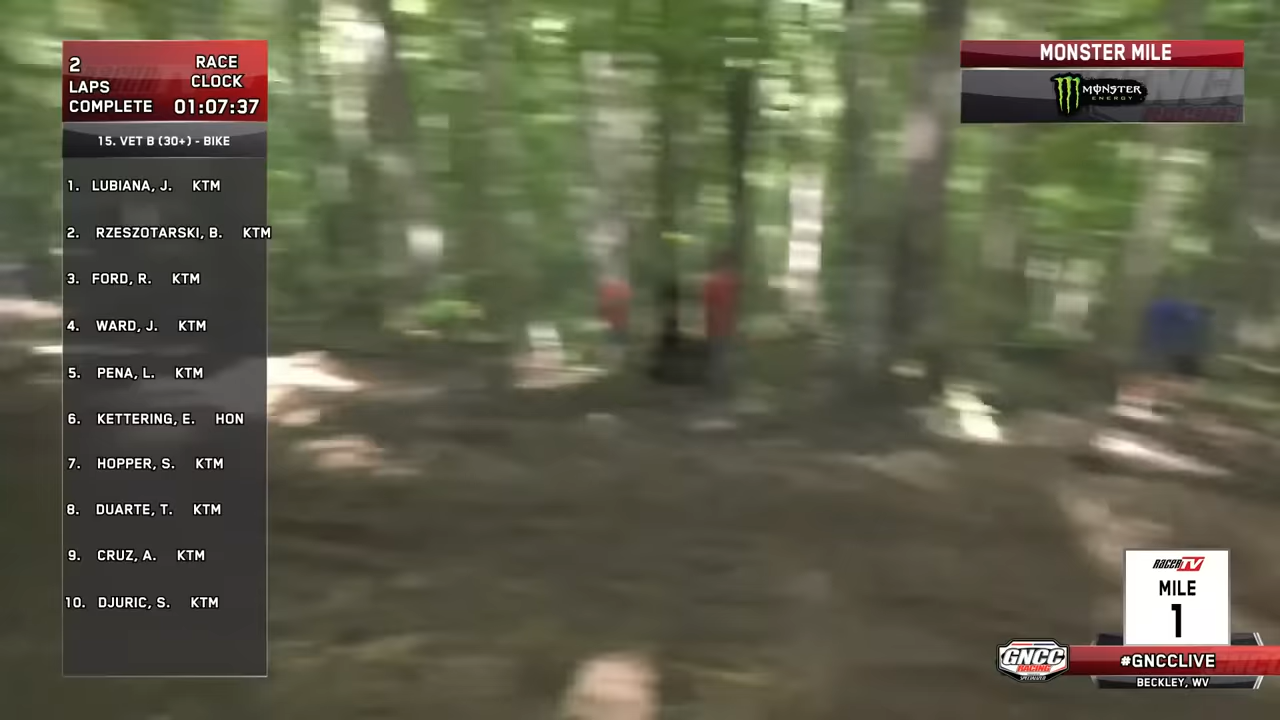 2
LAPS
COMPLETE
RACE
CLOCK
01:07:37
15. VET B (30+) - BIKE
1. LUBIANA, J. KTM
2. RZESZOTARSKI, B. KTM
3. FORD, R. KTM
4. WARD, J. KTM
5. PENA, L. KTM
6. KETTERING, E. HON
7. HOPPER, S. KTM
8. DUARTE, T. KTM
9. CRUZ, A. KTM
10. DJURIC, S. KTM
MONSTER MILE
MONSTER
ENERGY
RACER TV
MILE
1
GNCC
RACING
#GNCCLIVE
BECKLEY, WV